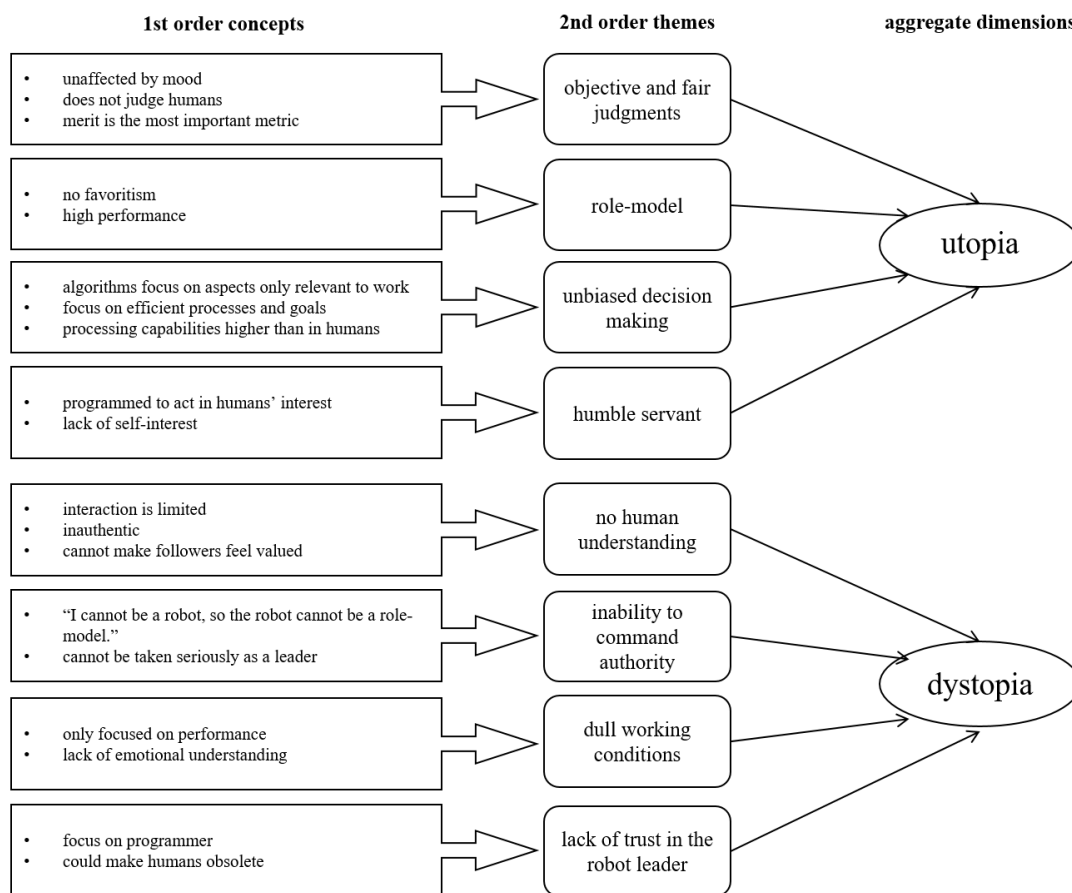 1st order concepts
2nd order themes
aggregate dimensions
• unaffected by mood
• does not judge humans
• merit is the most important metric
objective and fair
judgments
• no favoritism
• high performance
role-model
utopia
• algorithms focus on aspects only relevant to work
• focus on efficient processes and goals
• processing capabilities higher than in humans
unbiased decision
making
• programmed to act in humans’ interest
• lack of self-interest
humble servant
• interaction is limited
• inauthentic
• cannot make followers feel valued
no human
understanding
• “I cannot be a robot, so the robot cannot be a role-
model.”
• cannot be taken seriously as a leader
inability to
command
authority
dystopia
• only focused on performance
• lack of emotional understanding
dull working
conditions
• focus on programmer
• could make humans obsolete
lack of trust in the
robot leader